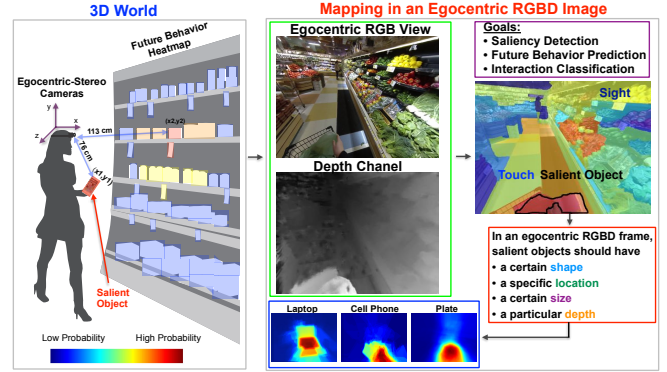 3D World
Future Behavior
Heatmap
Egocentric-Stereo
Cameras
y
x
z
113 cm
(x2,y2)
76 cm
(x1,y1)
Salient
Object
Low Probability
High Probability
Mapping in an Egocentric RGBD Image
Egocentric RGB View
Depth Chanel
Goals:
• Saliency Detection
• Future Behavior Prediction
• Interaction Classification
Sight
Touch Salient Object
In an egocentric RGBD frame,
salient objects should have
• a certain shape
• a specific location
• a certain size
• a particular depth
Laptop
Cell Phone
Plate